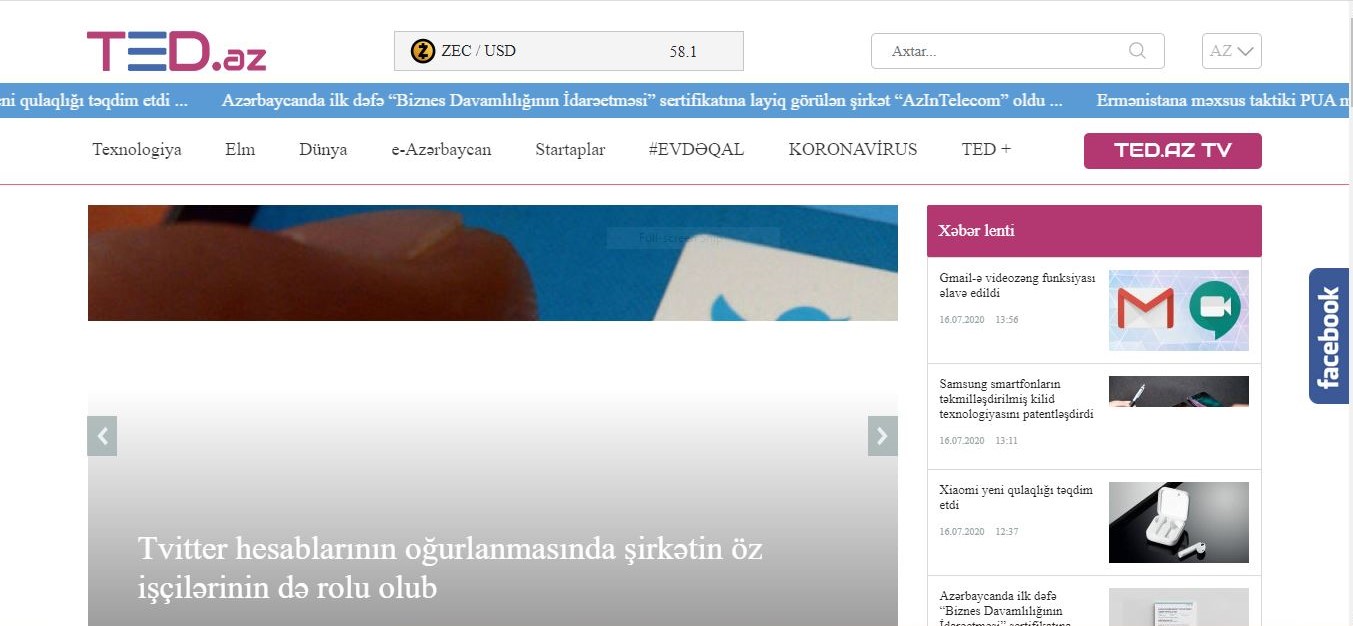 TED.az
ZEC / USD 58.1
Axtar...
AZ
ni qulaqlığı təqdim etdi ... Azərbaycanda ilk dəfə “Biznes Davamlılığının İdarəetməsi” sertifikatına layiq görülən şirkət “AzInTelecom” oldu ... Ermənistana məxsus taktiki PUA
Texnologiya Elm Dünya e-Azərbaycan Startaplar #EVDƏQAL KORONAVİRUS TED +
TED.AZ TV
Tvitter hesablarının oğurlanmasında şirkətin öz
işçilərinin də rolu olub
Xəbər lenti
Gmail-ə videozəng funksiyası
əlavə edildi
16.07.2020 13:56
Samsung smartfonların
təkmilləşdirilmiş kilid
texnologiyasını patentləşdirdi
16.07.2020 13:11
Xiaomi yeni qulaqlığı təqdim
etdi
16.07.2020 12:37
Azərbaycanda ilk dəfə
“Biznes Davamlılığının
İdarəetməsi” sertifikatına
facebook